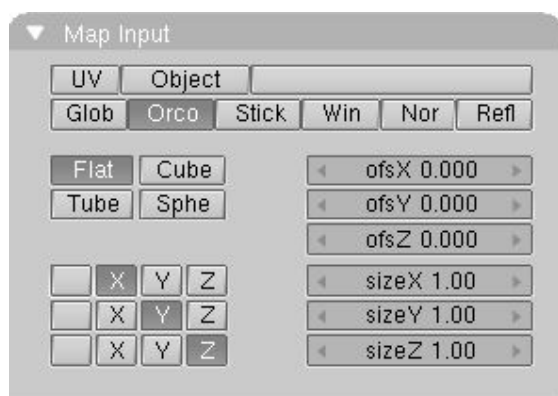 Map Input
UV Object
Glob Orco Stick Win Nor Refl
Flat Cube ofsX 0.000
Tube Sphe ofsY 0.000
ofsZ 0.000
X Y Z sizeX 1.00
X Y Z sizeY 1.00
X Y Z sizeZ 1.00